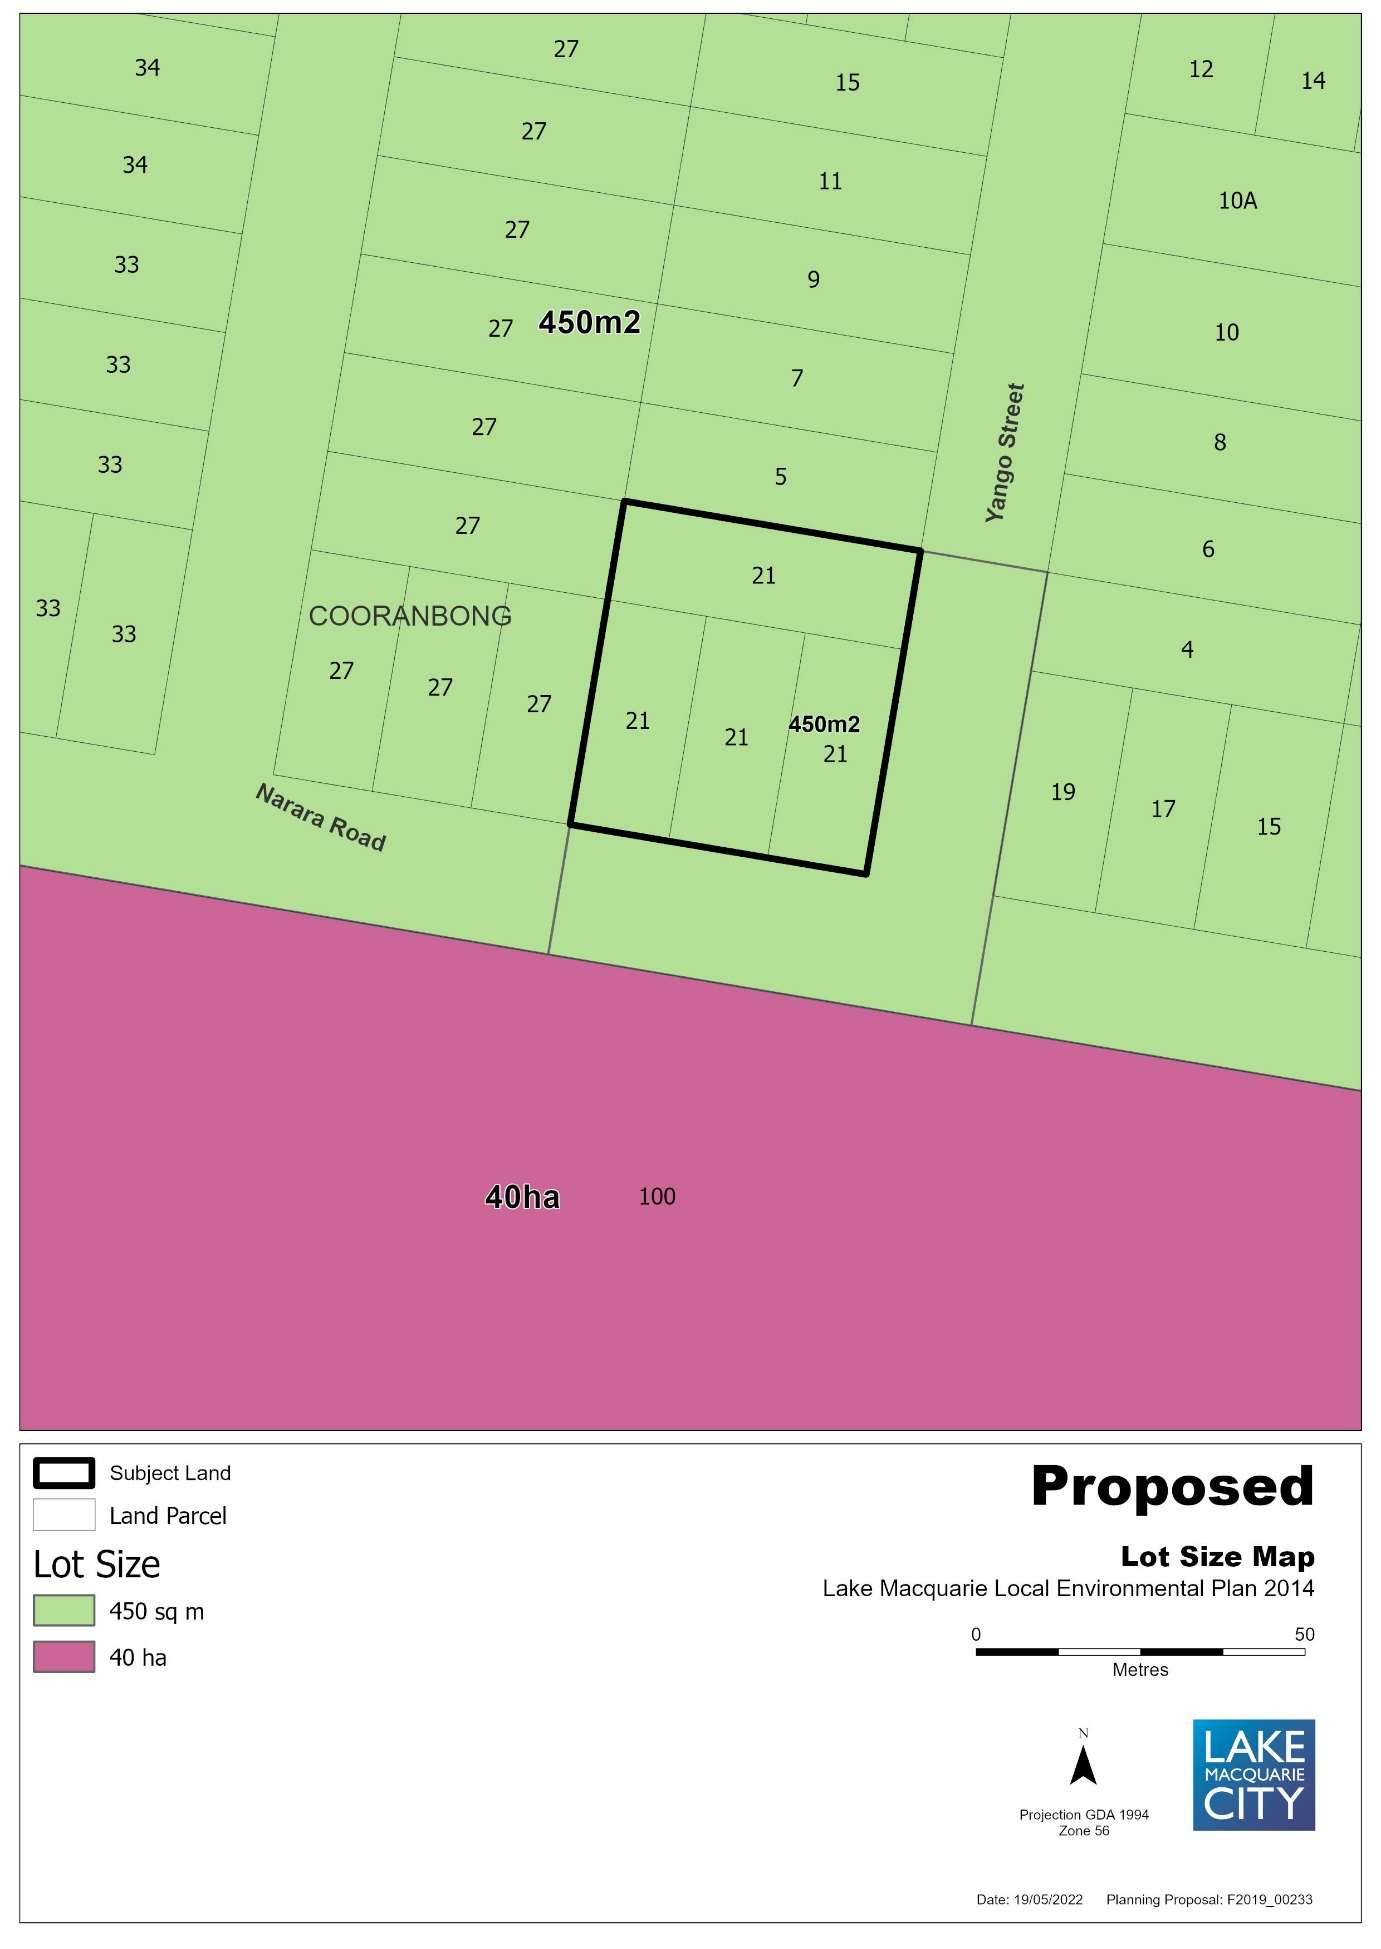 27
34
12
15
14
27
34
11
10A
27
33
9
450m2
27
10
33
7
Yango Street
27
8
33
5
27
6
21
33
COORANBONG
33
4
27
27
27
21
21
450m2
21
19
17
15
Narara Road
40ha
100
Subject Land
Land Parcel
Lot Size
450 sq m
40 ha
Proposed
Lot Size Map
Lake Macquarie Local Environmental Plan 2014
0 50
Metres
N
Projection GDA 1994
Zone 56
LAKE
MACQUARIE
CITY
Date: 19/05/2022 Planning Proposal: F2019_00233